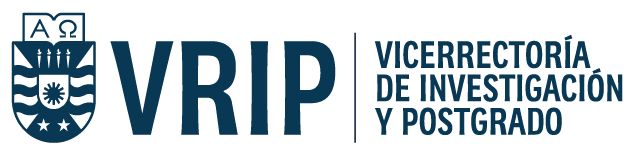 Α Ω
VRIP
VICERRECTORÍA
DE INVESTIGACIÓN
Y POSTGRADO